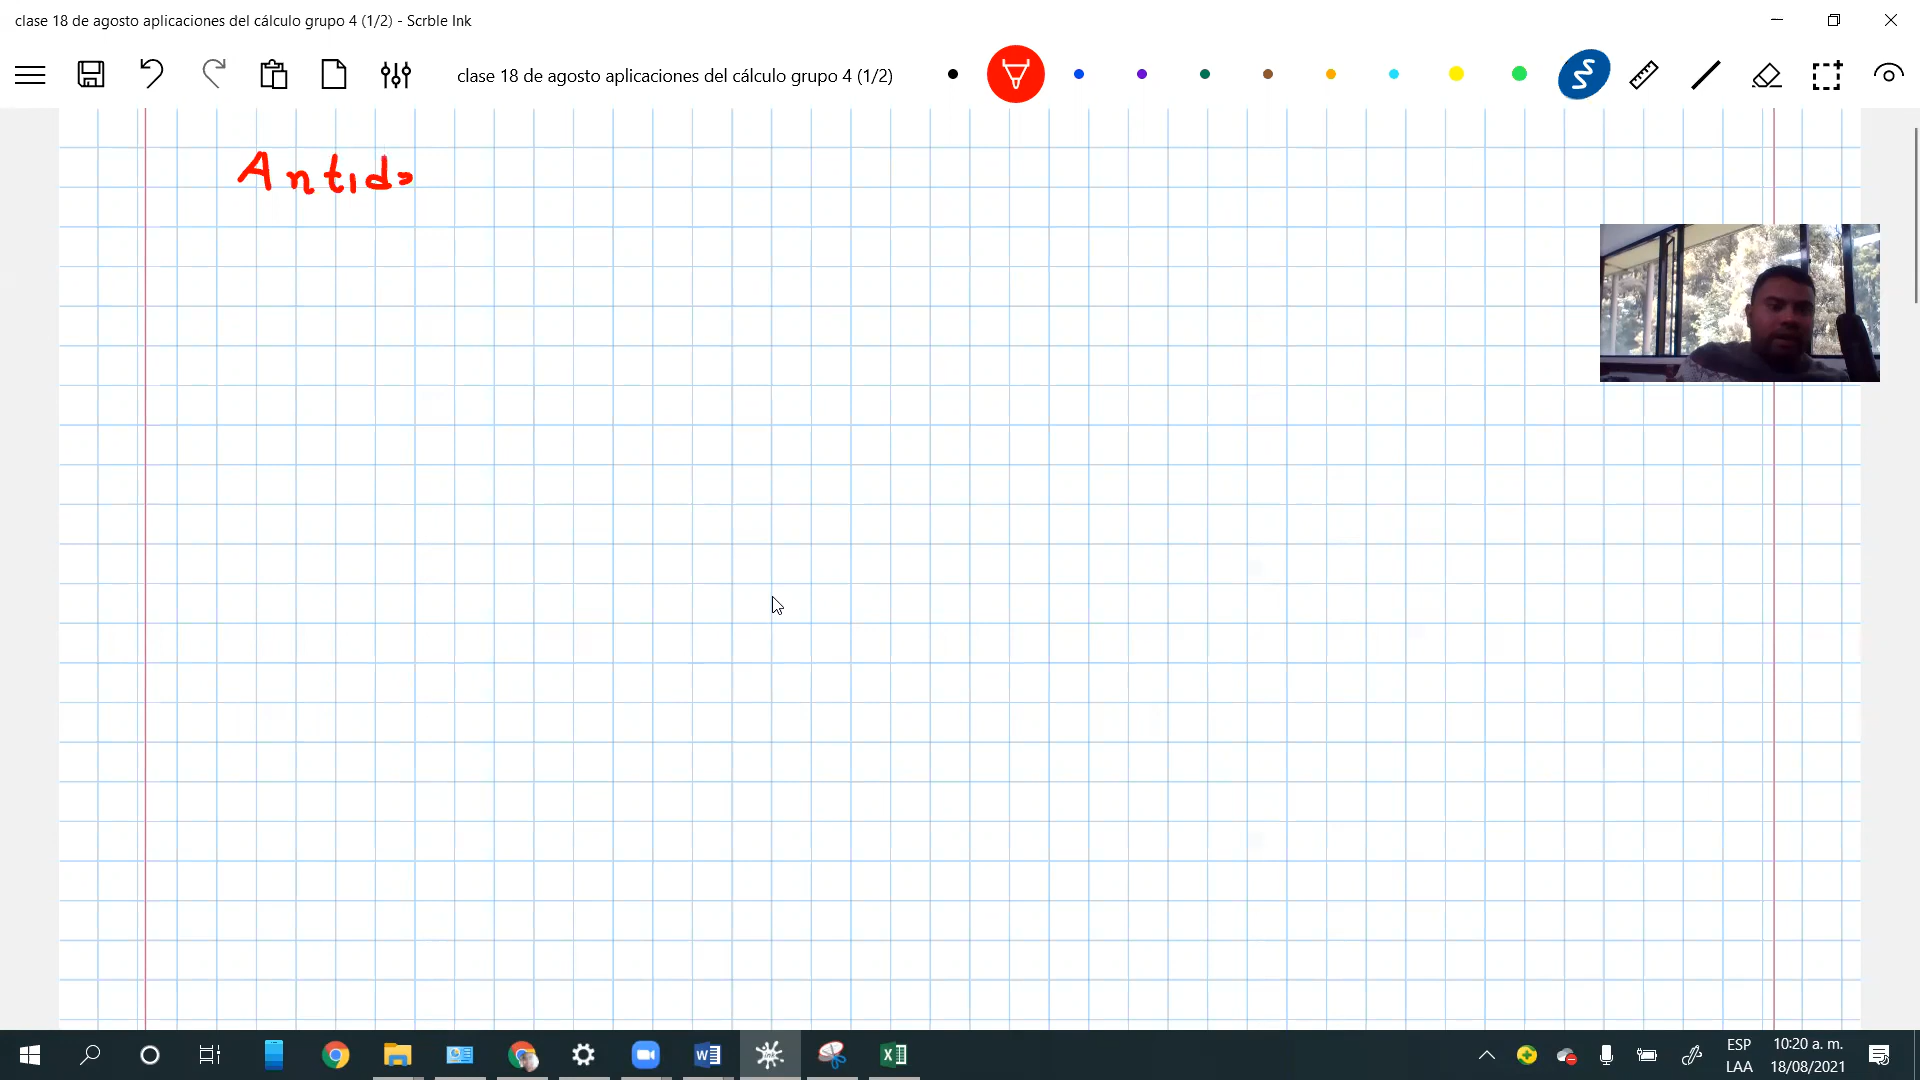 clase 18 de agosto aplicaciones del cálculo grupo 4 (1/2) - Scrble Ink
clase 18 de agosto aplicaciones del cálculo grupo 4 (1/2)
Antid
ESP
LAA
10:20 a. m.
18/08/2021